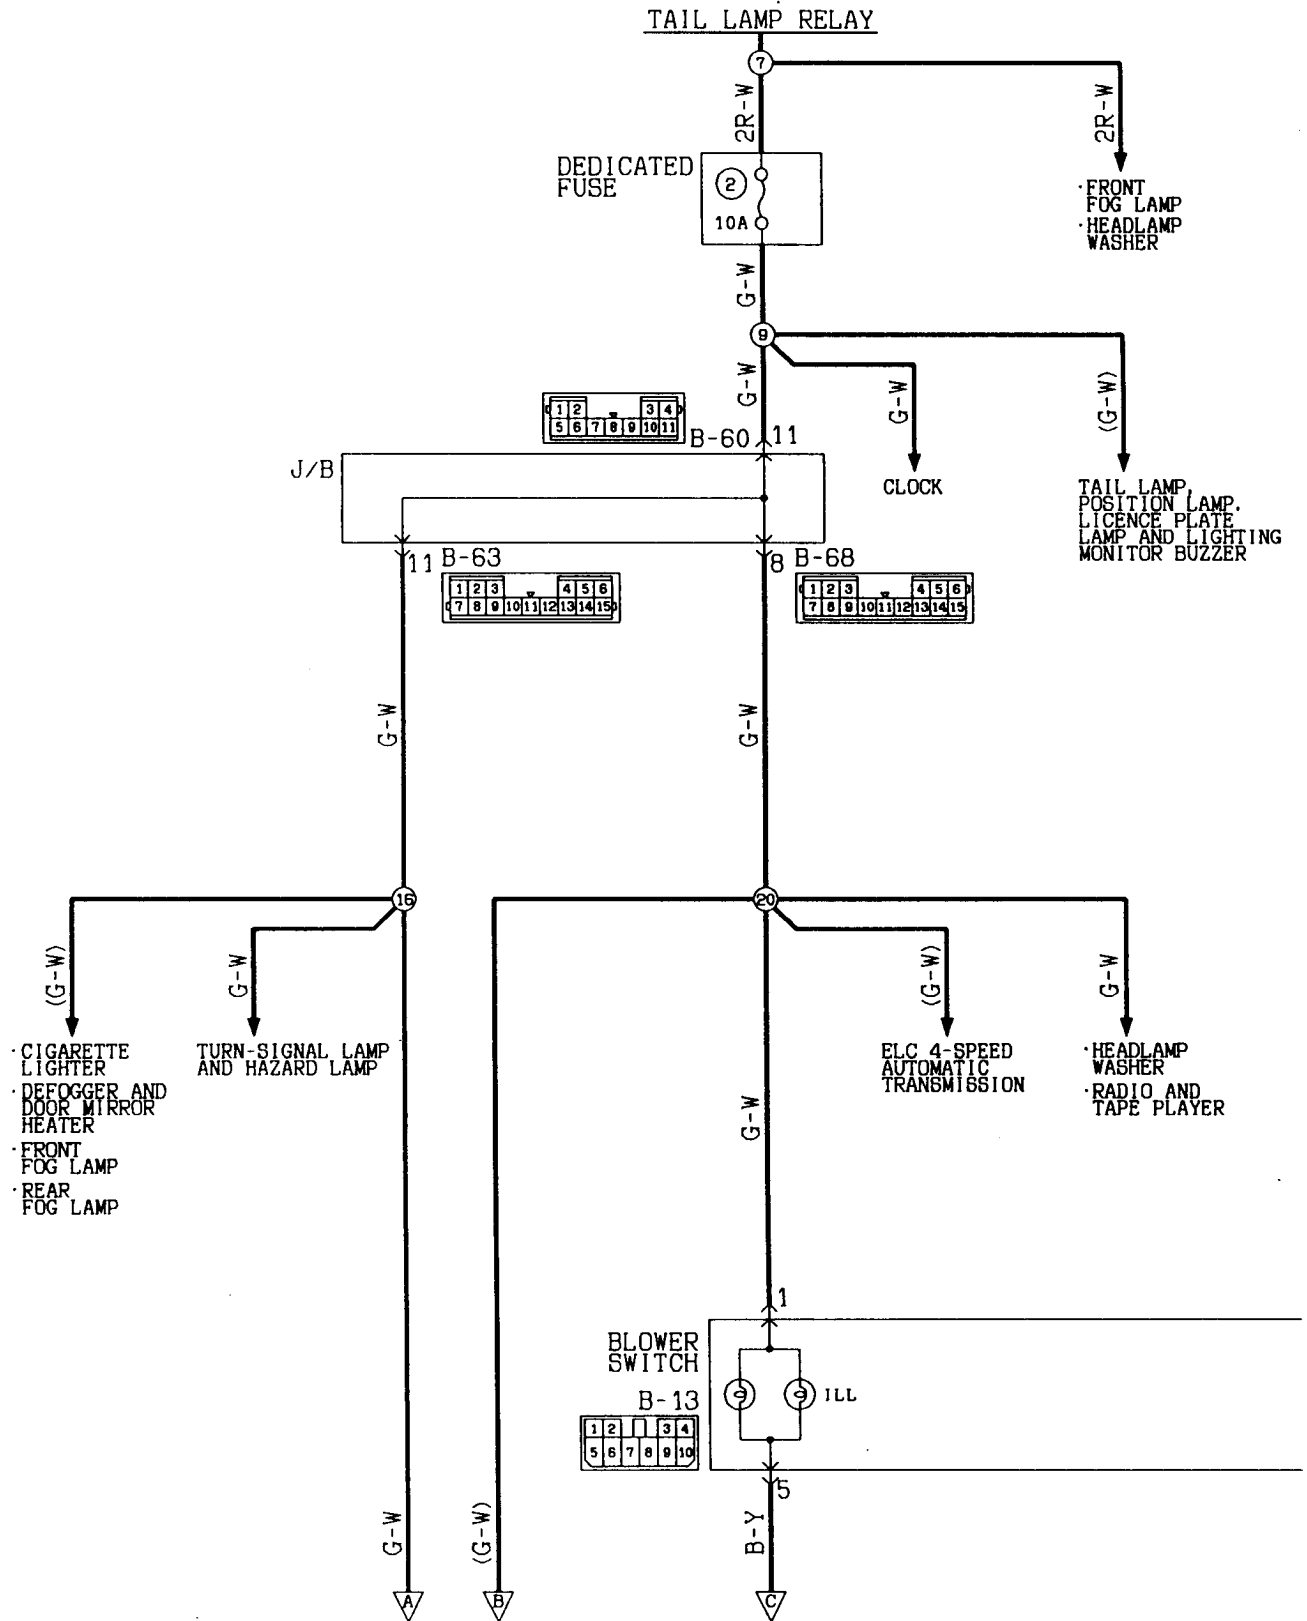 TAIL LAMP RELAY
7
2R-W
2R-W
DEDICATED
FUSE
2
10A
·FRONT
FOG LAMP
·HEADLAMP
WASHER
G-W
9
G-W
G-W
(G-W)
1 2 3 4
5 6 7 8 9 10 11
B-60 11
J/B
CLOCK
TAIL LAMP,
POSITION LAMP.
LICENCE PLATE
LAMP AND LIGHTING
MONITOR BUZZER
11 B-63
8 B-68
1 2 3 4 5 6
7 8 9 10 11 12 13 14 15
1 2 3 4 5 6
7 8 9 10 11 12 13 14 15
G-W
G-W
16
20
(G-W)
G-W
(G-W)
G-W
·CIGARETTE
LIGHTER
·DEFOGGER AND
DOOR MIRROR
HEATER
·FRONT
FOG LAMP
·REAR
FOG LAMP
TURN-SIGNAL LAMP
AND HAZARD LAMP
ELC 4-SPEED
AUTOMATIC
TRANSMISSION
·HEADLAMP
WASHER
·RADIO AND
TAPE PLAYER
G-W
1
BLOWER
SWITCH
ILL
B-13
1 2 3 4
5 6 7 8 9 10
5
G-W
(G-W)
B-Y
A
B
C